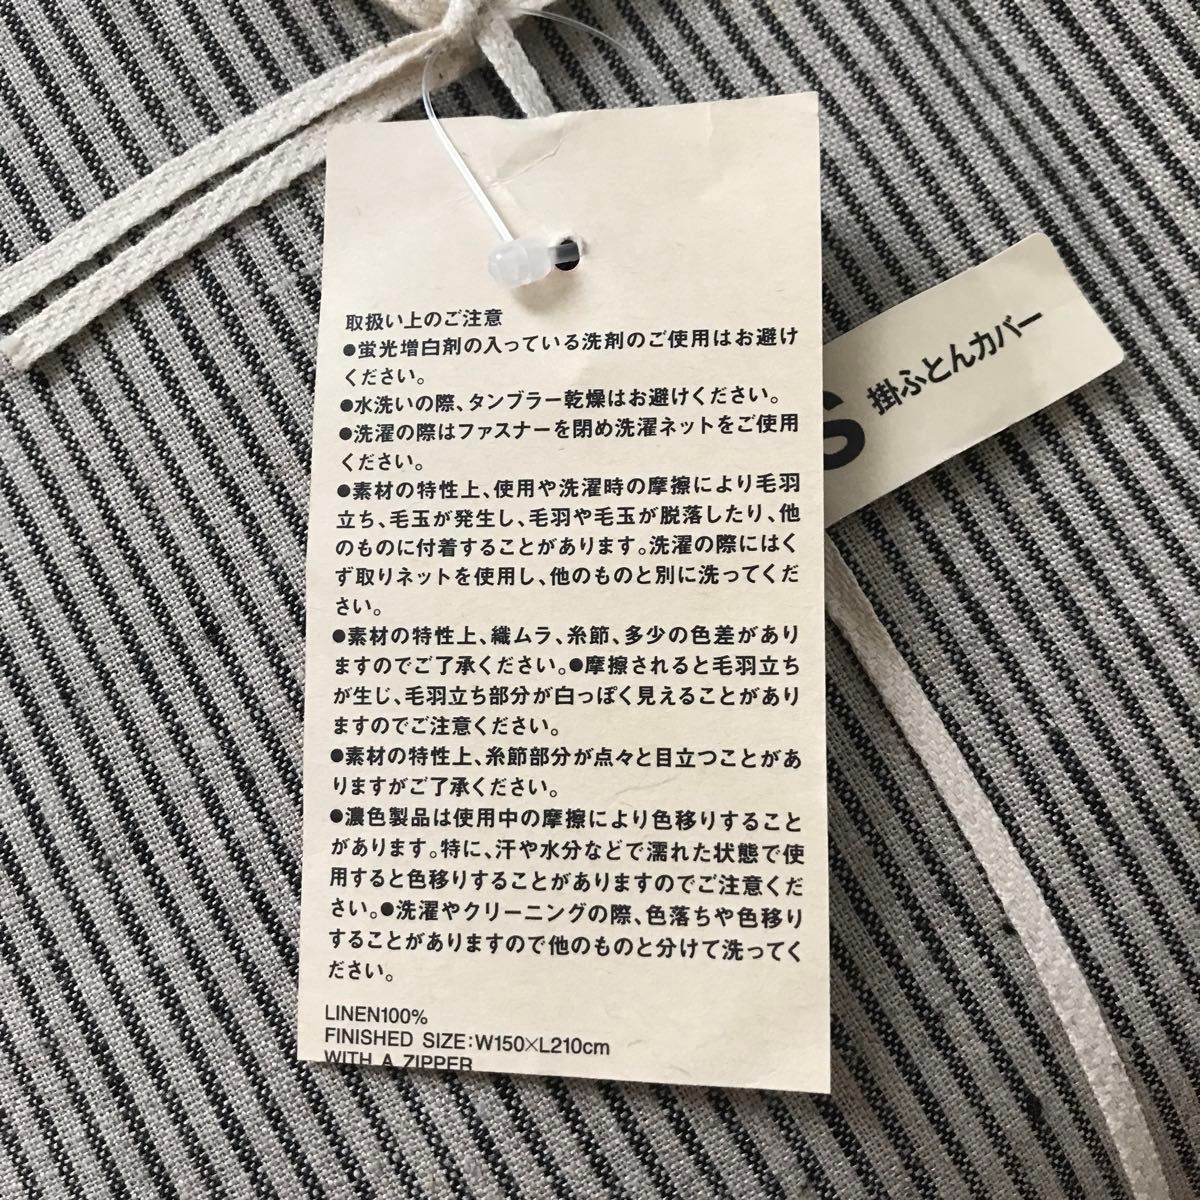 取扱い上のご注意
●蛍光増白剤の入っている洗剤のご使用はお避け
ください。
●水洗いの際、タンブラー乾燥はお避けください。
●洗濯の際はファスナーを閉め洗濯ネットをご使用
ください。
●素材の特性上、使用や洗濯時の摩擦により毛羽
立ち、毛玉が発生し、毛羽や毛玉が脱落したり、他
のものに付着することがあります。洗濯の際にはく
ず取りネットを使用し、他のものと別に洗ってくだ
さい。
●素材の特性上、織ムラ、糸節、多少の色差があり
ますのでご了承ください。●摩擦されると毛羽立ち
が生じ、毛羽立ち部分が白っぽく見えることがあり
ますのでご注意ください。
●素材の特性上、糸節部分が点々と目立つことがあ
りますがご了承ください。
●濃色製品は使用中の摩擦により色移りすること
があります。特に、汗や水分などで濡れた状態で使
用すると色移りすることがありますのでご注意くだ
さい。●洗濯やクリーニングの際、色落ちや色移り
することがありますので他のものと分けて洗ってく
ださい。
LINEN100%
FINISHED SIZE:W150×L210cm
WITH A ZIPPER
S 掛ふとんカバー